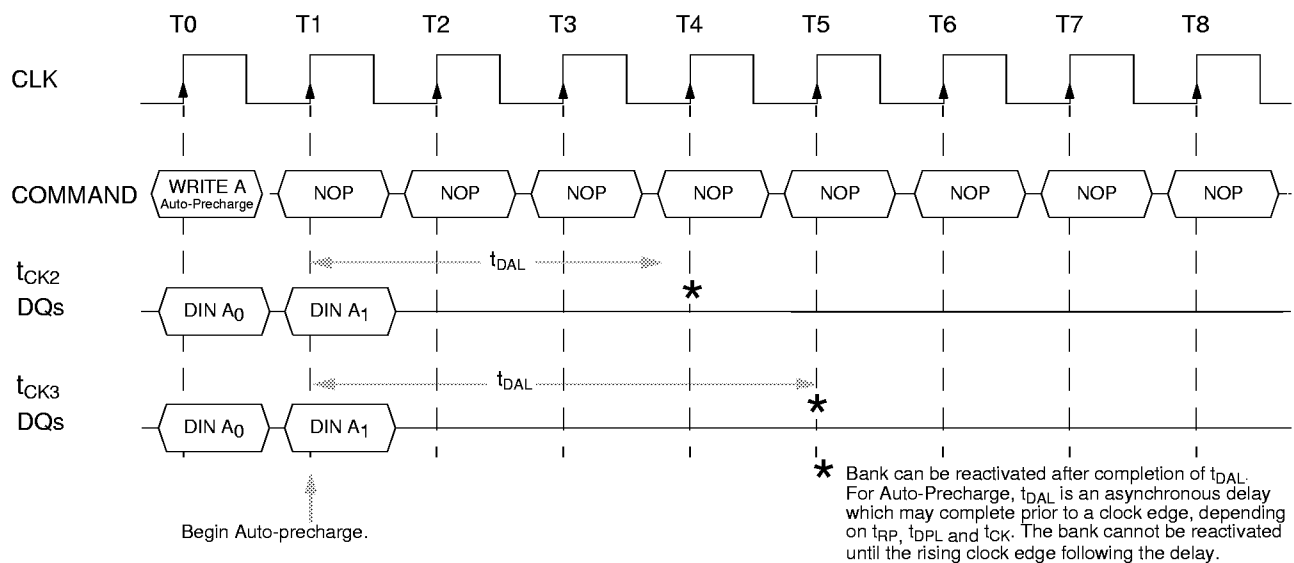 T0 T1 T2 T3 T4 T5 T6 T7 T8
CLK
COMMAND WRITE A NOP NOP NOP NOP NOP NOP NOP NOP
Auto-Precharge
tCK2 tDAL *
DQs DIN A0 DIN A1
tCK3 tDAL *
DQs DIN A0 DIN A1
Begin Auto-precharge.
* Bank can be reactivated after completion of tDAL.
For Auto-Precharge, tDAL is an asynchronous delay
which may complete prior to a clock edge, depending
on tRP, tDPL and tCK. The bank cannot be reactivated
until the rising clock edge following the delay.